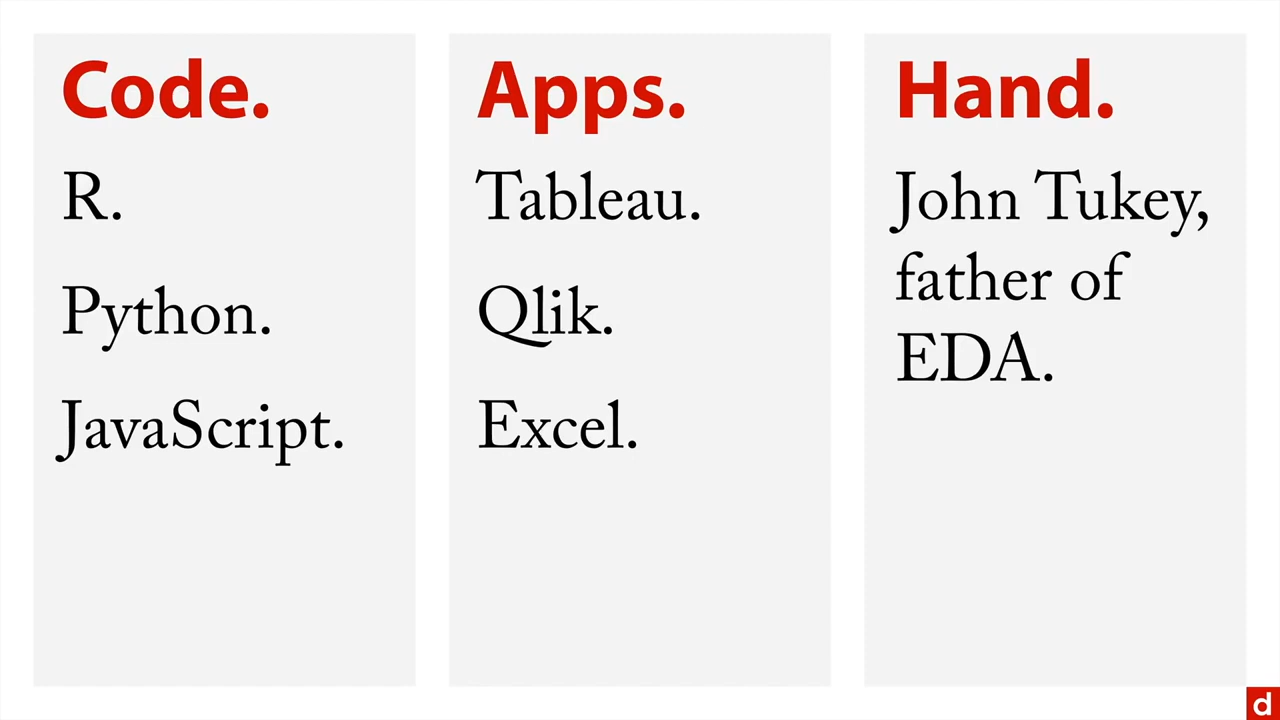 Code.
R.
Python.
JavaScript.
Apps.
Tableau.
Qlik.
Excel.
Hand.
John Tukey,
father of
EDA.
d